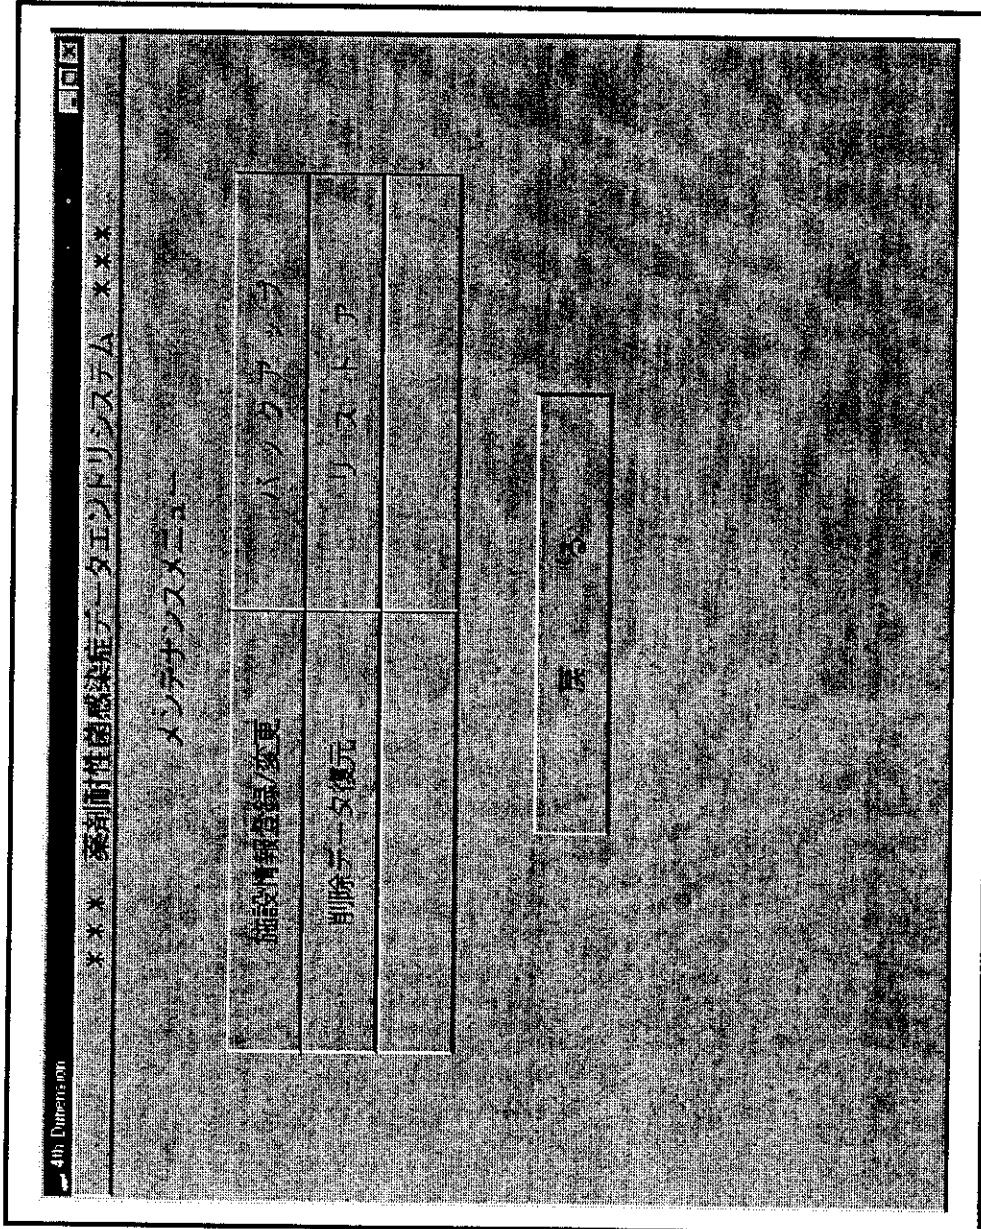 4th Dimension
＊＊＊ 薬剤耐性菌感染症データエントリシステム ＊＊＊
メンテナンスメニュー
施設情報登録/変更 バックアップ
削除データ復元 リ－ストア
戻 る